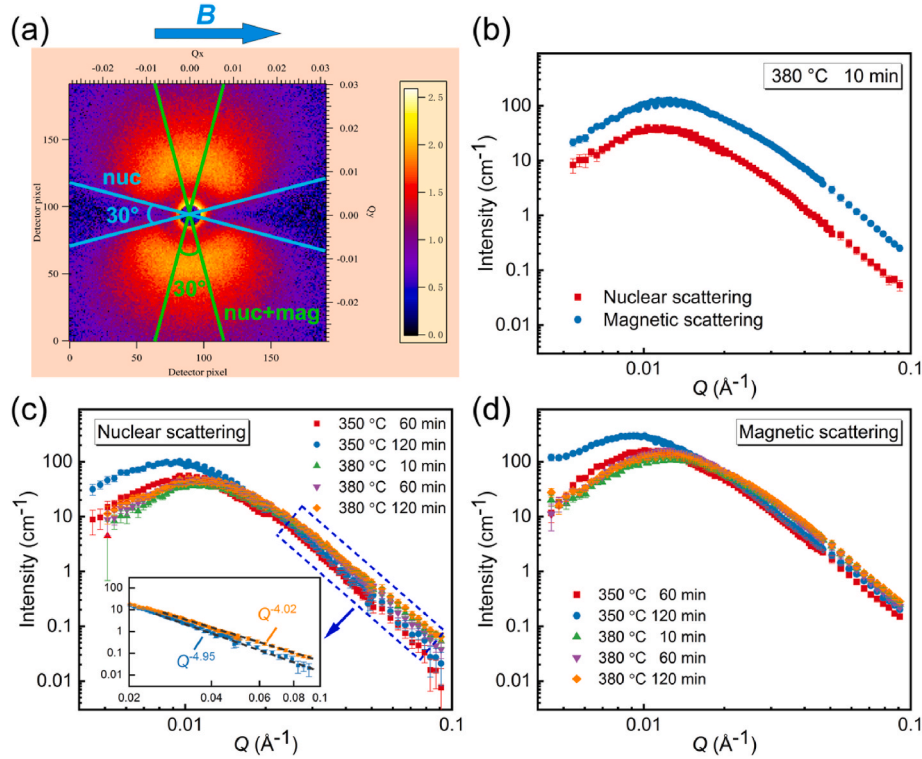 (a)
B
Qx
-0.02 -0.01 0.00 0.01 0.02 0.03
150
100
50
0
Detector pixel
nuc
30°
30°
nuc+mag
0.03
0.02
0.01
0.00
-0.01
-0.02
Qy
2.5
2.0
1.5
1.0
0.5
0.0
0 50 100 150
Detector pixel
(b)
380 °C 10 min
100
10
1
0.1
0.01
Intensity (cm-1)
Nuclear scattering
Magnetic scattering
0.01 0.1
Q (Å-1)
(c)
Nuclear scattering
350 °C 60 min
350 °C 120 min
380 °C 10 min
380 °C 60 min
380 °C 120 min
100
10
1
0.1
0.01
Intensity (cm-1)
100
10
1
0.1
0.01
Q-4.02
Q-4.95
0.02 0.04 0.06 0.08 0.1
0.01 0.1
Q (Å-1)
(d)
Magnetic scattering
100
10
1
0.1
0.01
Intensity (cm-1)
350 °C 60 min
350 °C 120 min
380 °C 10 min
380 °C 60 min
380 °C 120 min
0.01 0.1
Q (Å-1)